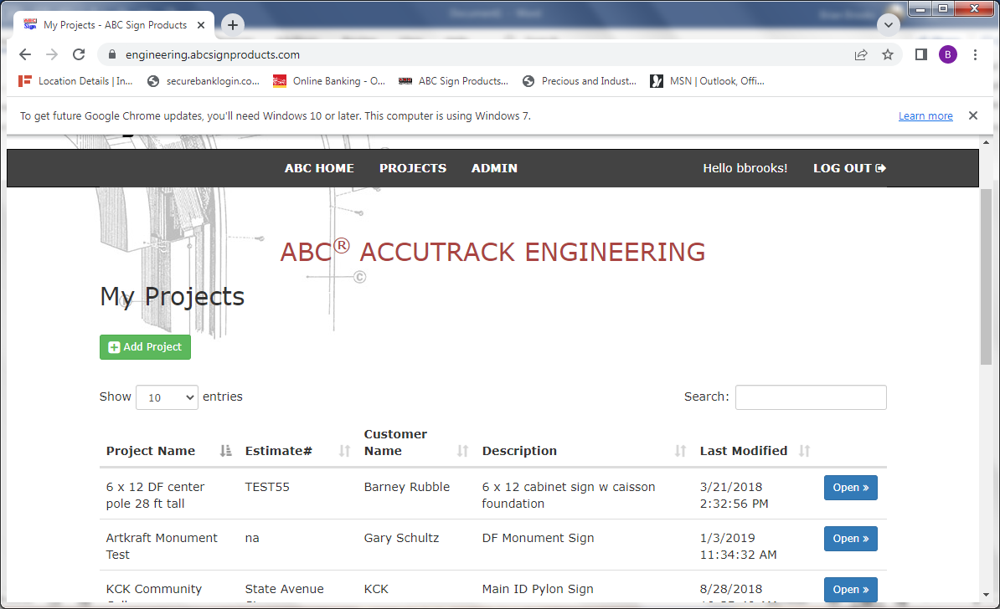 Document1 - Word
Brian Brooks
My Projects - ABC Sign Products
engineering.abcsignproducts.com
B
Location Details | In...
securebanklogin.co...
Online Banking - O...
ABC Sign Products...
Precious and Indust...
MSN | Outlook, Offi...
To get future Google Chrome updates, you'll need Windows 10 or later. This computer is using Windows 7.
Learn more
ABC HOME PROJECTS ADMIN Hello bbrooks! LOG OUT
ABC® ACCUTRACK ENGINEERING
©
My Projects
Add Project
Show 10 entries Search:
Customer
Project Name Estimate# Name Description Last Modified
6 x 12 DF center TEST55 Barney Rubble 6 x 12 cabinet sign w caisson 3/21/2018 Open »
pole 28 ft tall foundation 2:32:56 PM
Artkraft Monument na Gary Schultz DF Monument Sign 1/3/2019 Open »
Test 11:34:32 AM
KCK Community State Avenue KCK Main ID Pylon Sign 8/28/2018 Open »